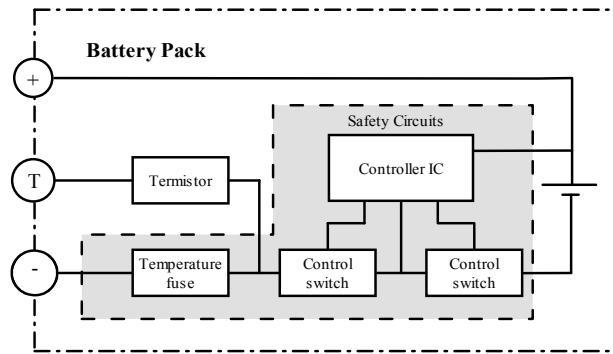 Battery Pack
+
Safety Circuits
Controller IC
T
Termistor
-
Temperature
fuse
Control
switch
Control
switch